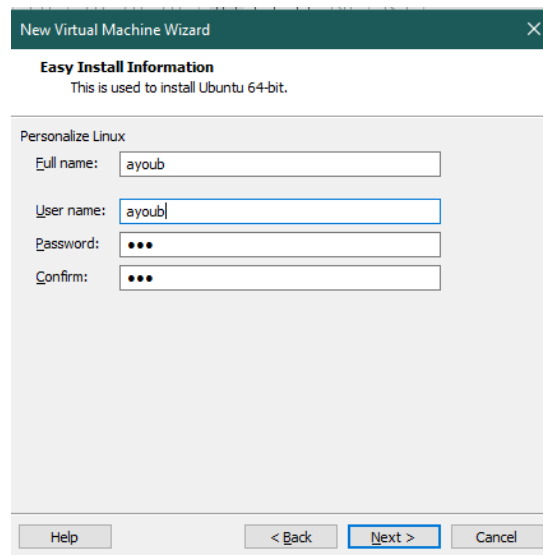 New Virtual Machine Wizard
Easy Install Information
This is used to install Ubuntu 64-bit.
Personalize Linux
Full name: ayoub
User name: ayoub
Password: ●●●
Confirm: ●●●
Help < Back Next > Cancel